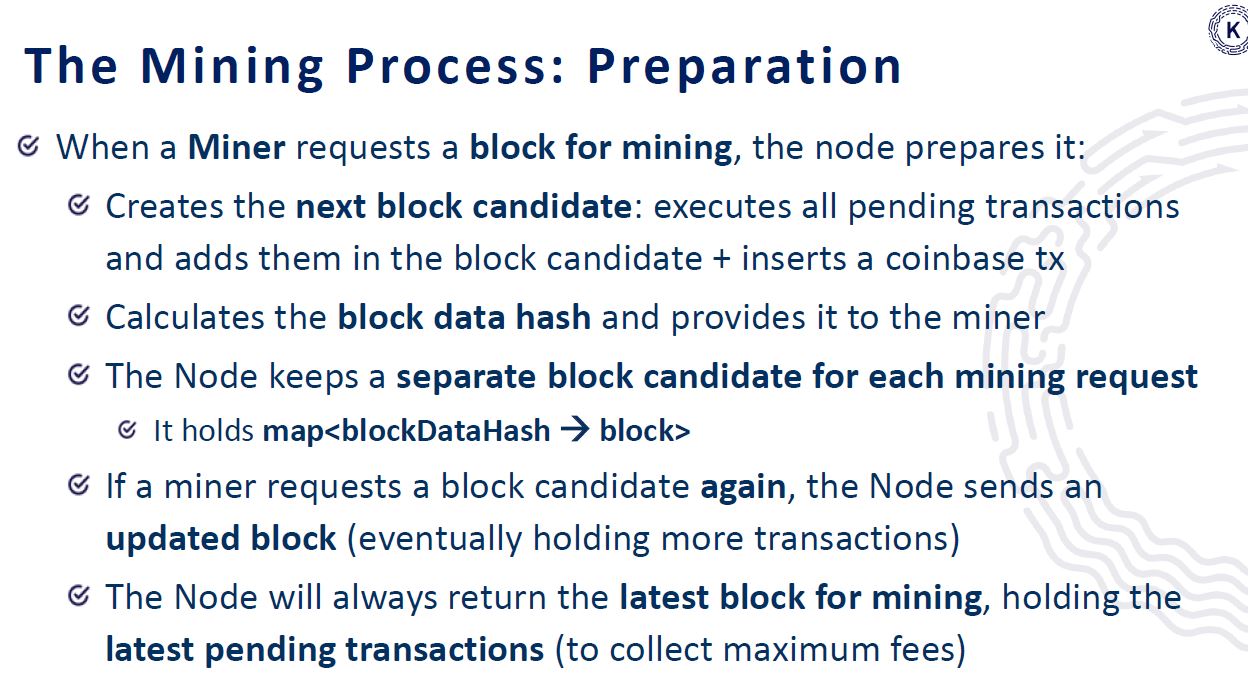 K
The Mining Process: Preparation
When a Miner requests a block for mining, the node prepares it:
Creates the next block candidate: executes all pending transactions
and adds them in the block candidate + inserts a coinbase tx
Calculates the block data hash and provides it to the miner
The Node keeps a separate block candidate for each mining request
It holds map<blockDataHash → block>
If a miner requests a block candidate again, the Node sends an
updated block (eventually holding more transactions)
The Node will always return the latest block for mining, holding the
latest pending transactions (to collect maximum fees)